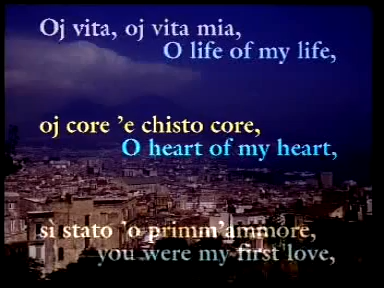 Oj vita, oj vita mia,
O life of my life,
oj core 'e chisto core,
O heart of my heart,
sì stato 'o primm'ammore,
you were my first love,